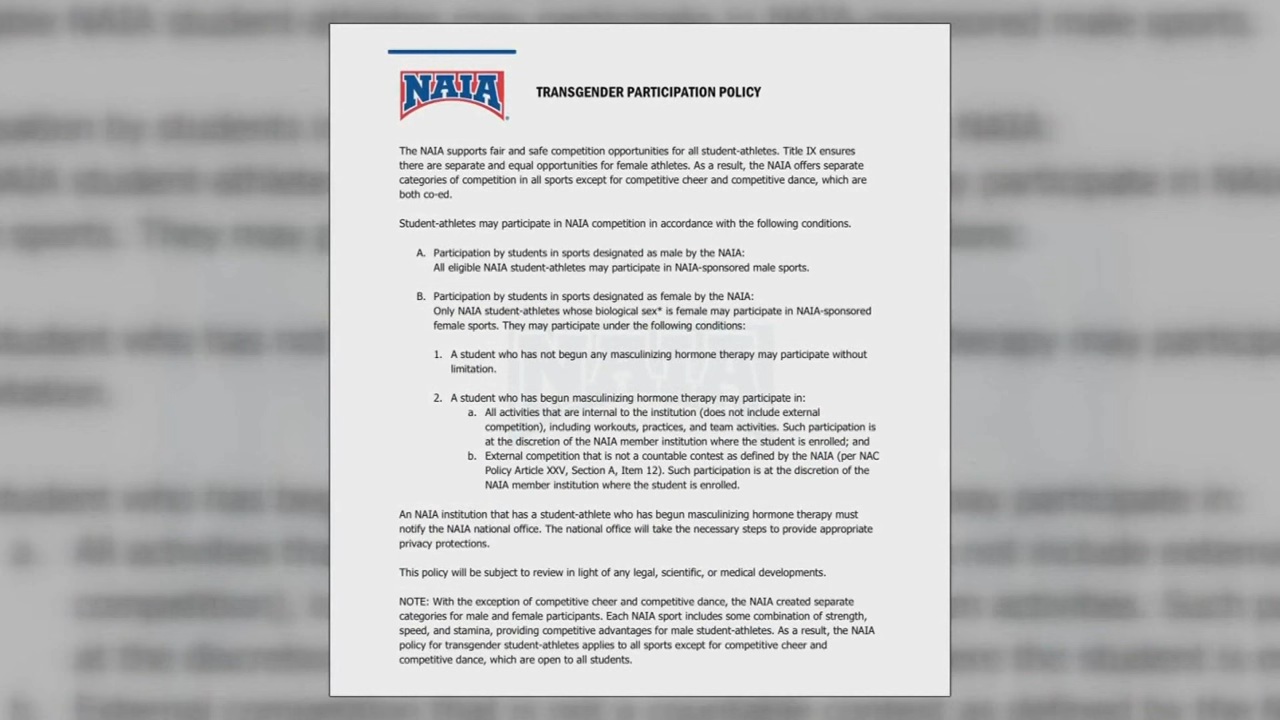 NAIA
TRANSGENDER PARTICIPATION POLICY
The NAIA supports fair and safe competition opportunities for all student-athletes. Title IX ensures
there are separate and equal opportunities for female athletes. As a result, the NAIA offers separate
categories of competition in all sports except for competitive cheer and competitive dance, which are
both co-ed.
Student-athletes may participate in NAIA competition in accordance with the following conditions.
A. Participation by students in sports designated as male by the NAIA:
All eligible NAIA student-athletes may participate in NAIA-sponsored male sports.
B. Participation by students in sports designated as female by the NAIA:
Only NAIA student-athletes whose biological sex* is female may participate in NAIA-sponsored
female sports. They may participate under the following conditions:
1. A student who has not begun any masculinizing hormone therapy may participate without
limitation.
2. A student who has begun masculinizing hormone therapy may participate in:
a. All activities that are internal to the institution (does not include external
competition), including workouts, practices, and team activities. Such participation is
at the discretion of the NAIA member institution where the student is enrolled; and
b. External competition that is not a countable contest as defined by the NAIA (per NAC
Policy Article XXV, Section A, Item 12). Such participation is at the discretion of the
NAIA member institution where the student is enrolled.
An NAIA institution that has a student-athlete who has begun masculinizing hormone therapy must
notify the NAIA national office. The national office will take the necessary steps to provide appropriate
privacy protections.
This policy will be subject to review in light of any legal, scientific, or medical developments.
NOTE: With the exception of competitive cheer and competitive dance, the NAIA created separate
categories for male and female participants. Each NAIA sport includes some combination of strength,
speed, and stamina, providing competitive advantages for male student-athletes. As a result, the NAIA
policy for transgender student-athletes applies to all sports except for competitive cheer and
competitive dance, which are open to all students.